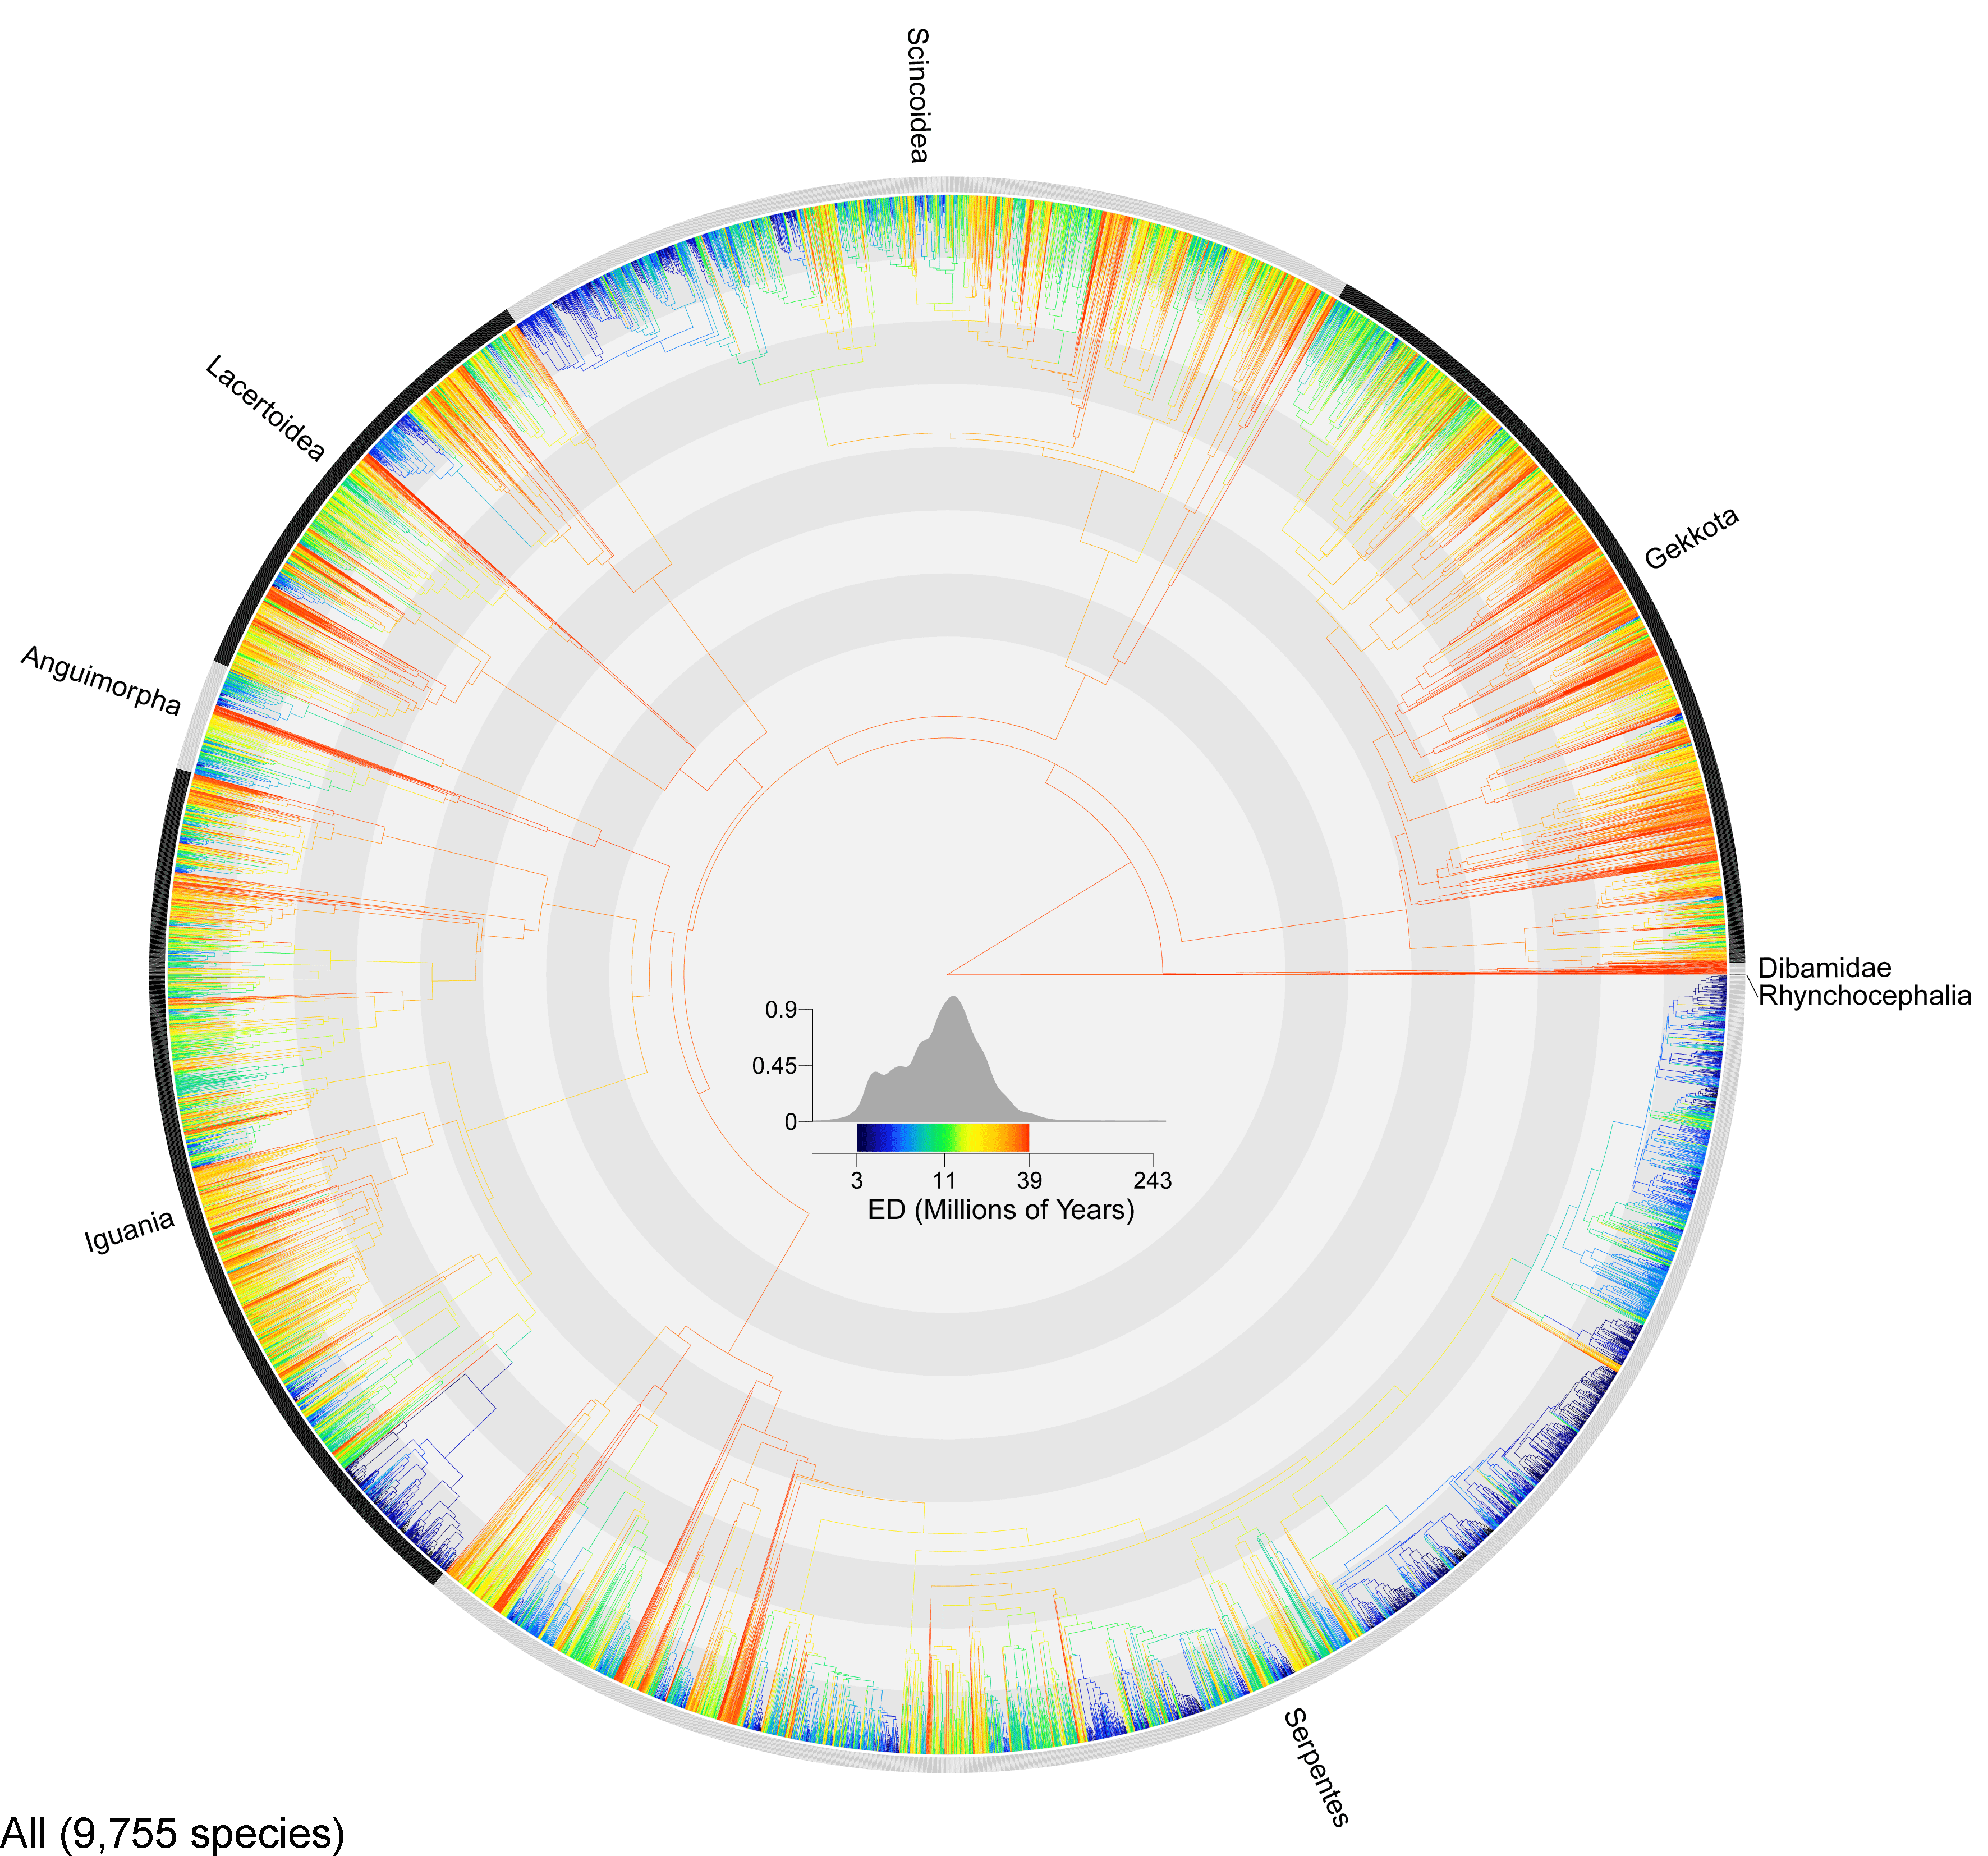 Scincoidea
Lacertoidea
Gekkota
Anguimorpha
Dibamidae
Rhynchocephalia
0.9
0.45
0
3 11 39 243
ED (Millions of Years)
Iguania
Serpentes
All (9,755 species)